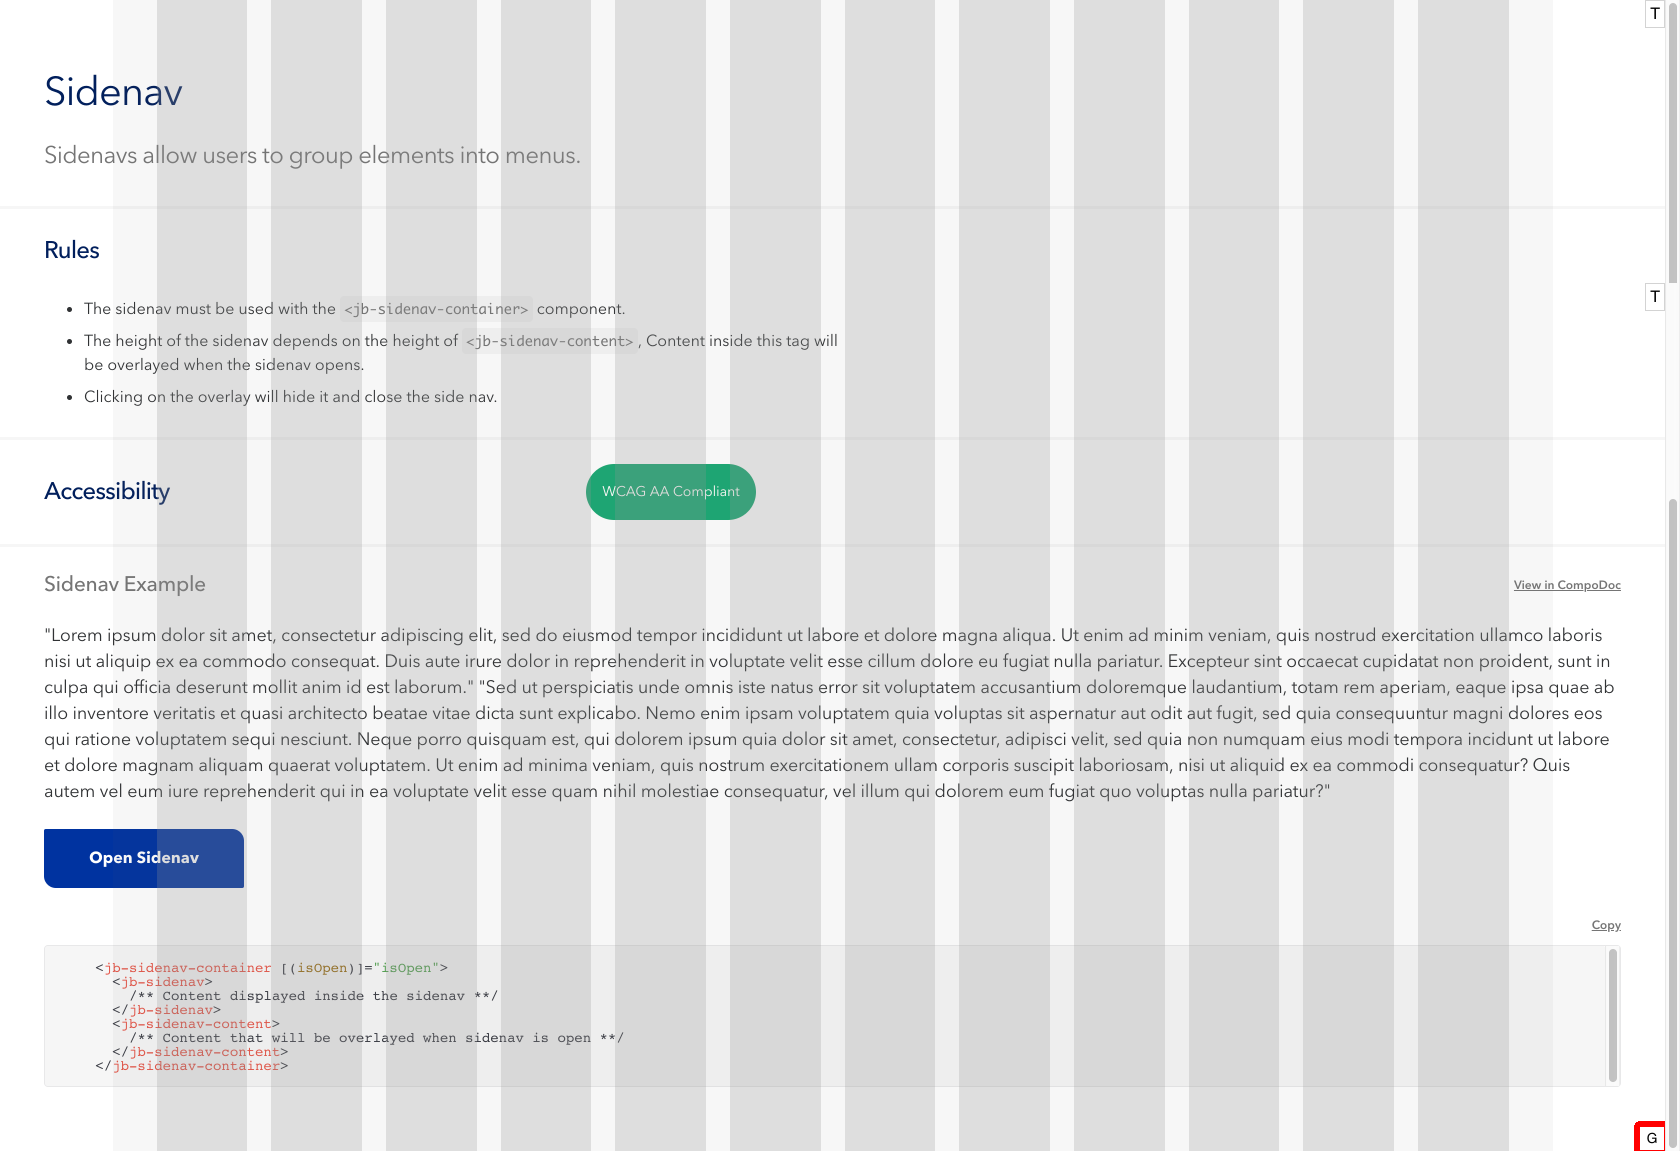 T
Sidenav
Sidenavs allow users to group elements into menus.
Rules
T
• The sidenav must be used with the <jb-sidenav-container> component.
• The height of the sidenav depends on the height of <jb-sidenav-content>, Content inside this tag will
be overlayed when the sidenav opens.
• Clicking on the overlay will hide it and close the side nav.
Accessibility
WCAG AA Compliant
Sidenav Example
View in CompoDoc
"Lorem ipsum dolor sit amet, consectetur adipiscing elit, sed do eiusmod tempor incididunt ut labore et dolore magna aliqua. Ut enim ad minim veniam, quis nostrud exercitation ullamco laboris
nisi ut aliquip ex ea commodo consequat. Duis aute irure dolor in reprehenderit in voluptate velit esse cillum dolore eu fugiat nulla pariatur. Excepteur sint occaecat cupidatat non proident, sunt in
culpa qui officia deserunt mollit anim id est laborum." "Sed ut perspiciatis unde omnis iste natus error sit voluptatem accusantium doloremque laudantium, totam rem aperiam, eaque ipsa quae ab
illo inventore veritatis et quasi architecto beatae vitae dicta sunt explicabo. Nemo enim ipsam voluptatem quia voluptas sit aspernatur aut odit aut fugit, sed quia consequuntur magni dolores eos
qui ratione voluptatem sequi nesciunt. Neque porro quisquam est, qui dolorem ipsum quia dolor sit amet, consectetur, adipisci velit, sed quia non numquam eius modi tempora incidunt ut labore
et dolore magnam aliquam quaerat voluptatem. Ut enim ad minima veniam, quis nostrum exercitationem ullam corporis suscipit laboriosam, nisi ut aliquid ex ea commodi consequatur? Quis
autem vel eum iure reprehenderit qui in ea voluptate velit esse quam nihil molestiae consequatur, vel illum qui dolorem eum fugiat quo voluptas nulla pariatur?"
Open Sidenav
Copy
<jb-sidenav-container [(isOpen)]="isOpen">
  <jb-sidenav>
    /** Content displayed inside the sidenav **/
  </jb-sidenav>
  <jb-sidenav-content>
    /** Content that will be overlayed when sidenav is open **/
  </jb-sidenav-content>
</jb-sidenav-container>
G